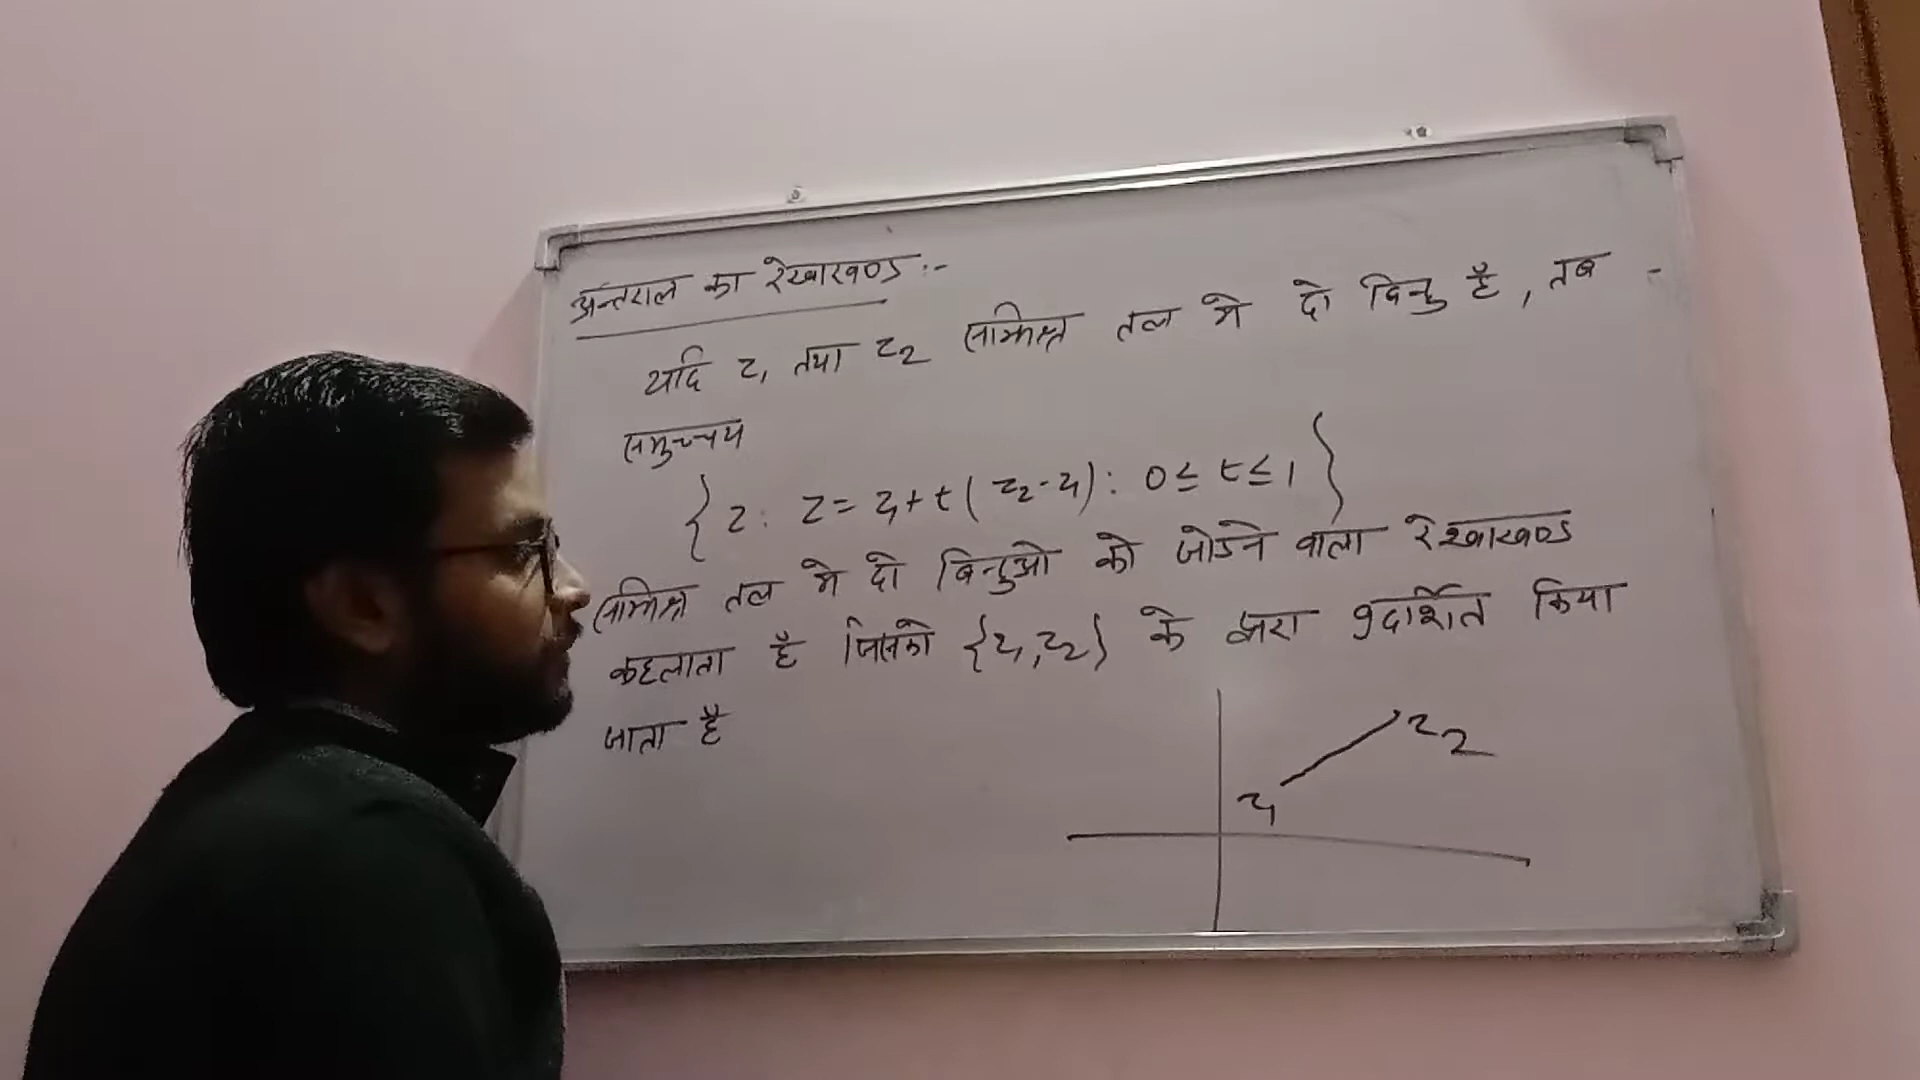 अन्तराल का रेखाखण्ड :-
यदि z₁ तथा z₂ सम्मिश्र तल मे दो बिन्दु है , तब -
समुच्चय
{ z : z = z₁ + t ( z₂ - z₁ ) : 0 ≤ t ≤ 1 }
सम्मिश्र तल मे दो बिन्दुओ को जोडने वाला रेखाखण्ड
कहलाता है जिसको {z₁, z₂} के द्वारा प्रदर्शित किया
जाता है
z₂
z₁